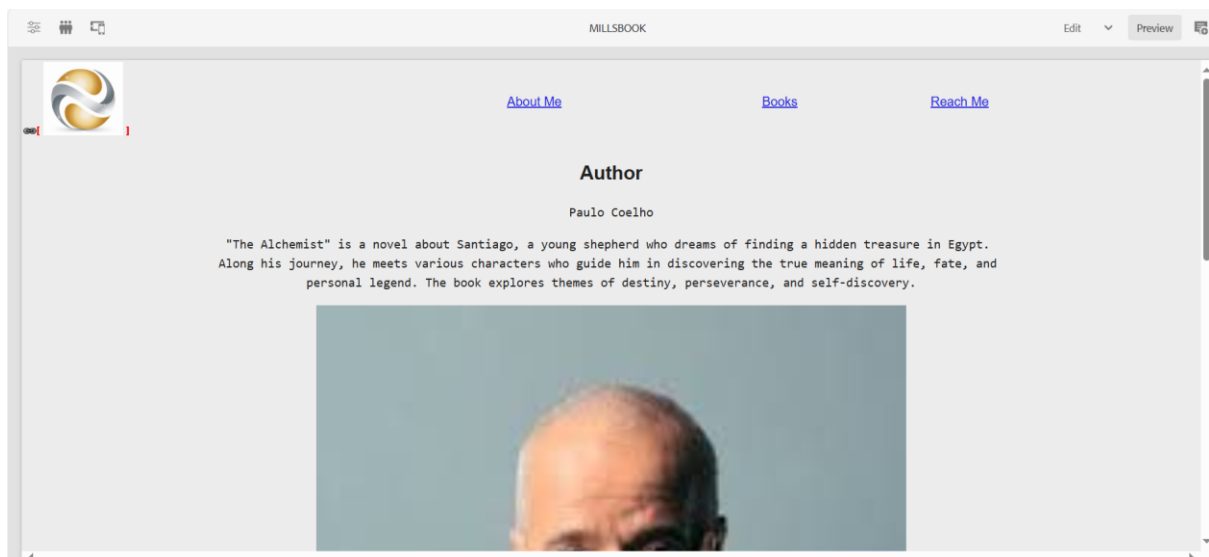 MILLSBOOK
Edit
Preview
About Me
Books
Reach Me
[ ]
Author
Paulo Coelho
"The Alchemist" is a novel about Santiago, a young shepherd who dreams of finding a hidden treasure in Egypt.
Along his journey, he meets various characters who guide him in discovering the true meaning of life, fate, and
personal legend. The book explores themes of destiny, perseverance, and self-discovery.